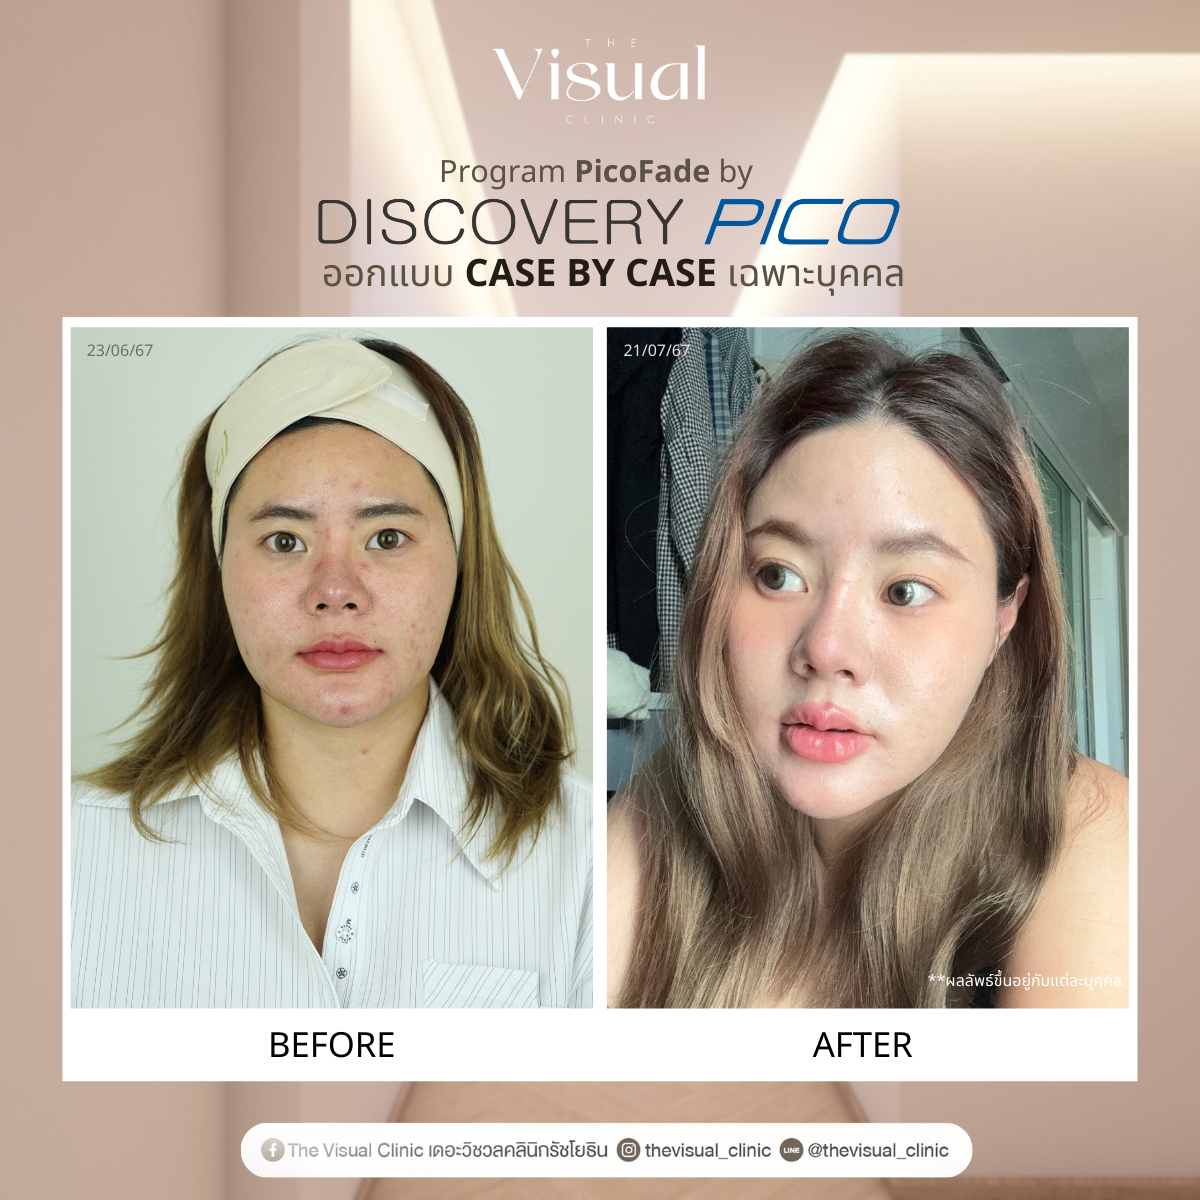 THE
Visual
CLINIC
Program PicoFade by
DISCOVERY PICO
ออกแบบ CASE BY CASE เฉพาะบุคคล
23/06/67
21/07/67
**ผลลัพธ์ขึ้นอยู่กับแต่ละบุคคล
BEFORE
AFTER
The Visual Clinic เดอะวิชวลคลินิกรัชโยธิน thevisual_clinic LINE @thevisual_clinic